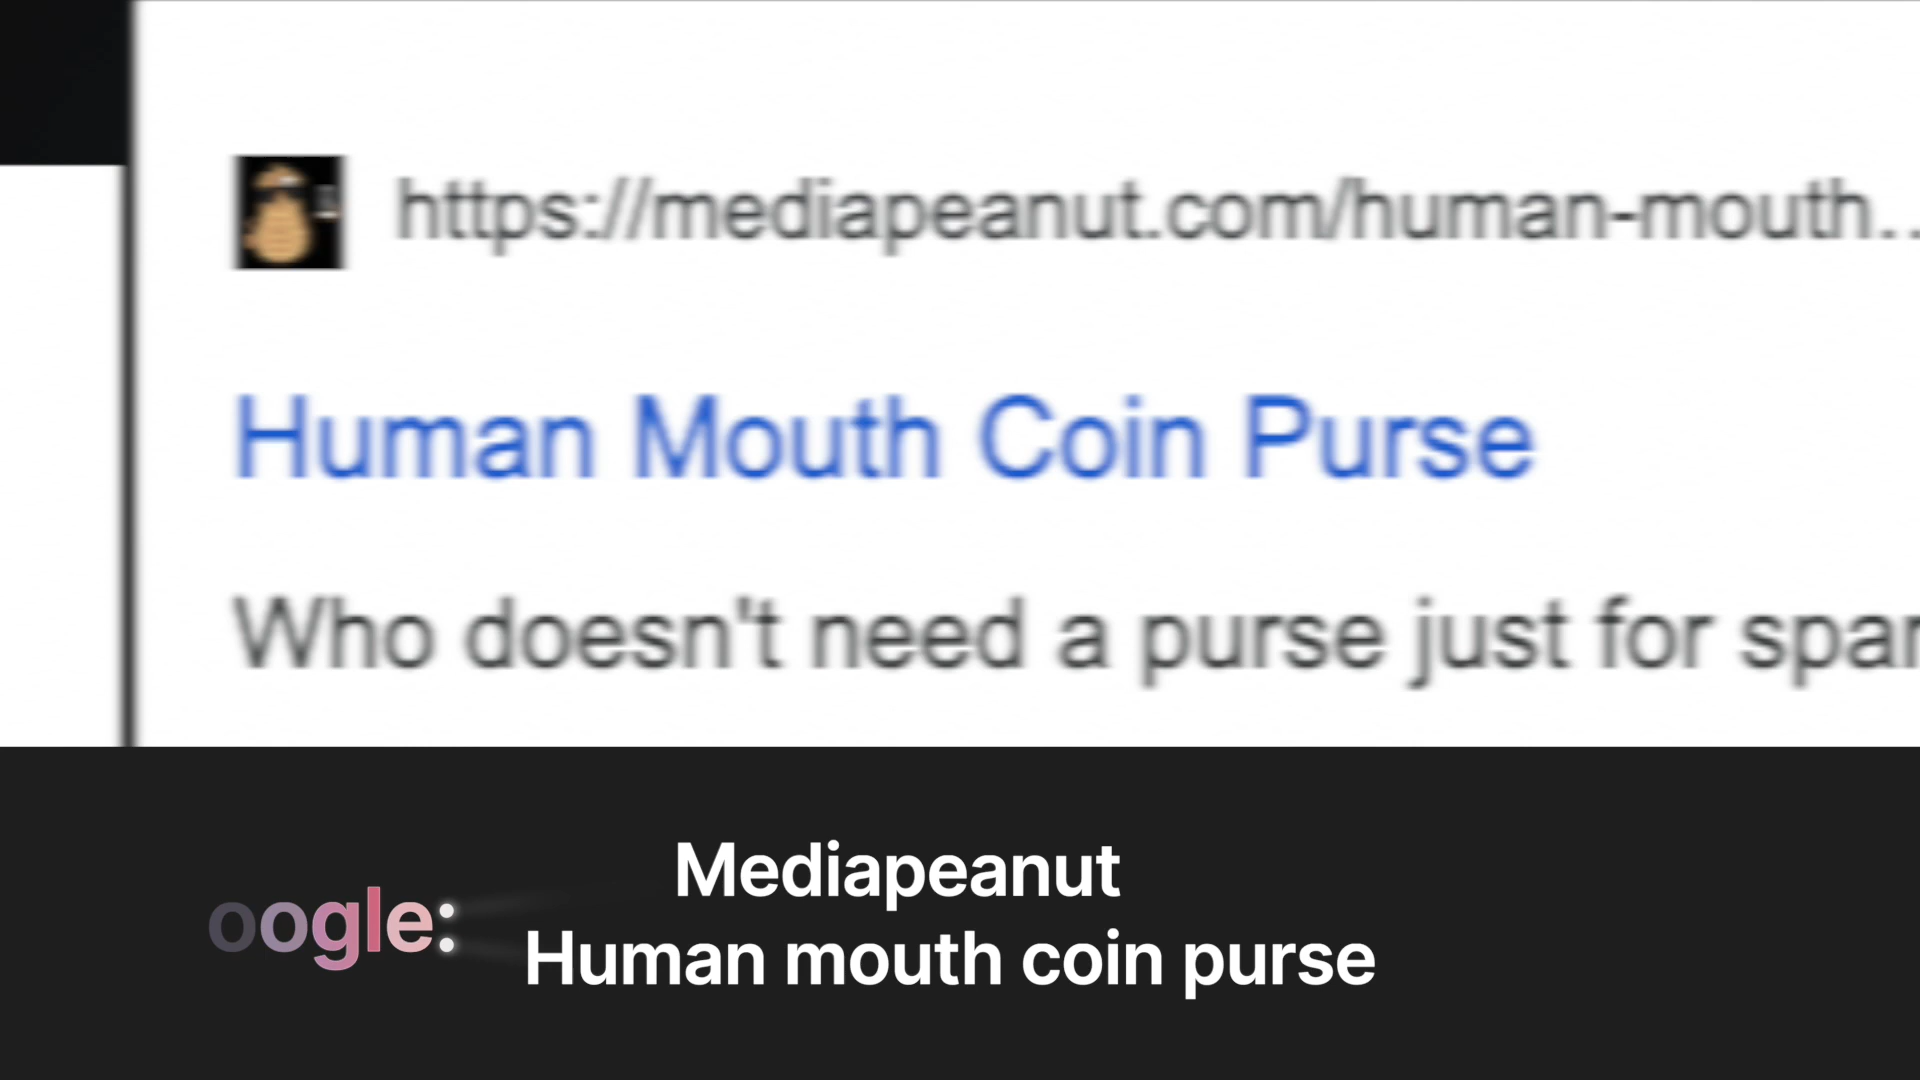 https://mediapeanut.com/human-mouth...
Human Mouth Coin Purse
Who doesn't need a purse just for
oogle:
Mediapeanut
Human mouth coin purse